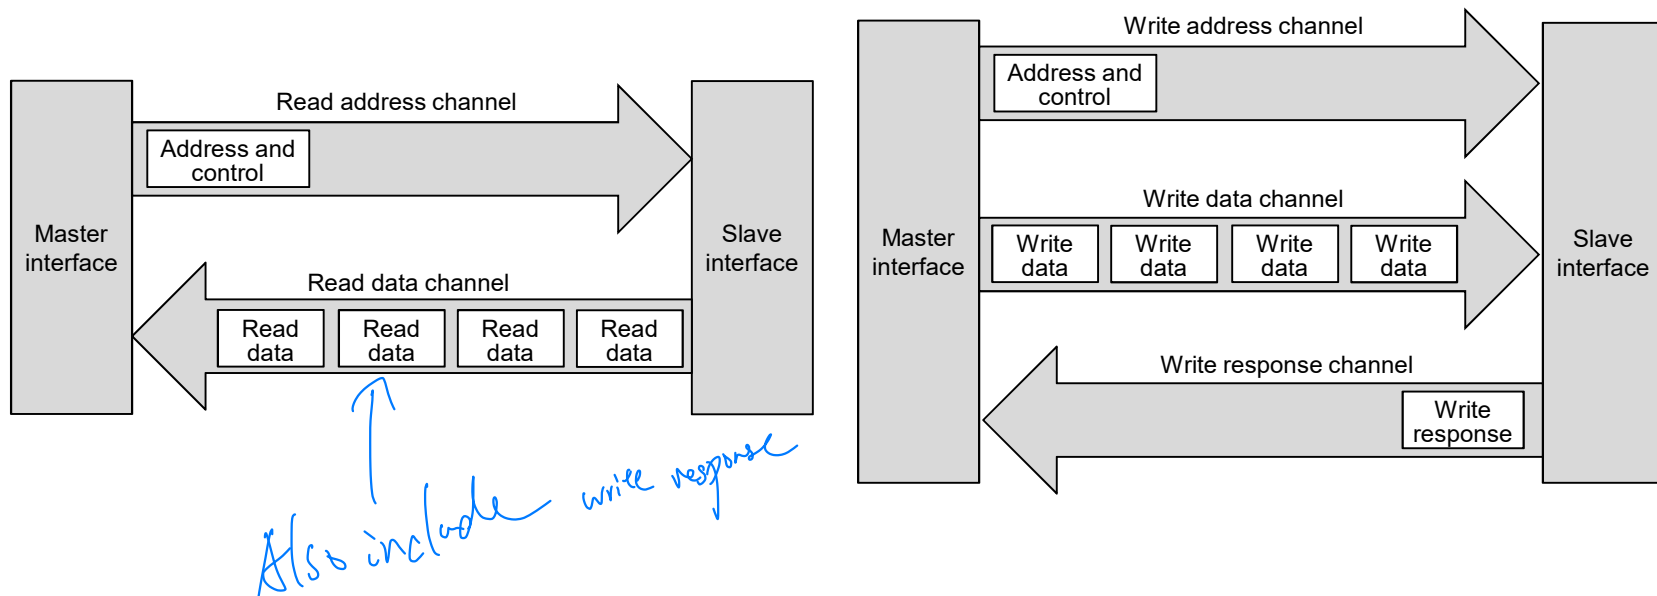 Read address channel
Address and
control
Master
interface
Slave
interface
Read data channel
Read
data
Read
data
Read
data
Read
data
Also include write response
Write address channel
Address and
control
Write data channel
Master
interface
Write
data
Write
data
Write
data
Write
data
Slave
interface
Write response channel
Write
response